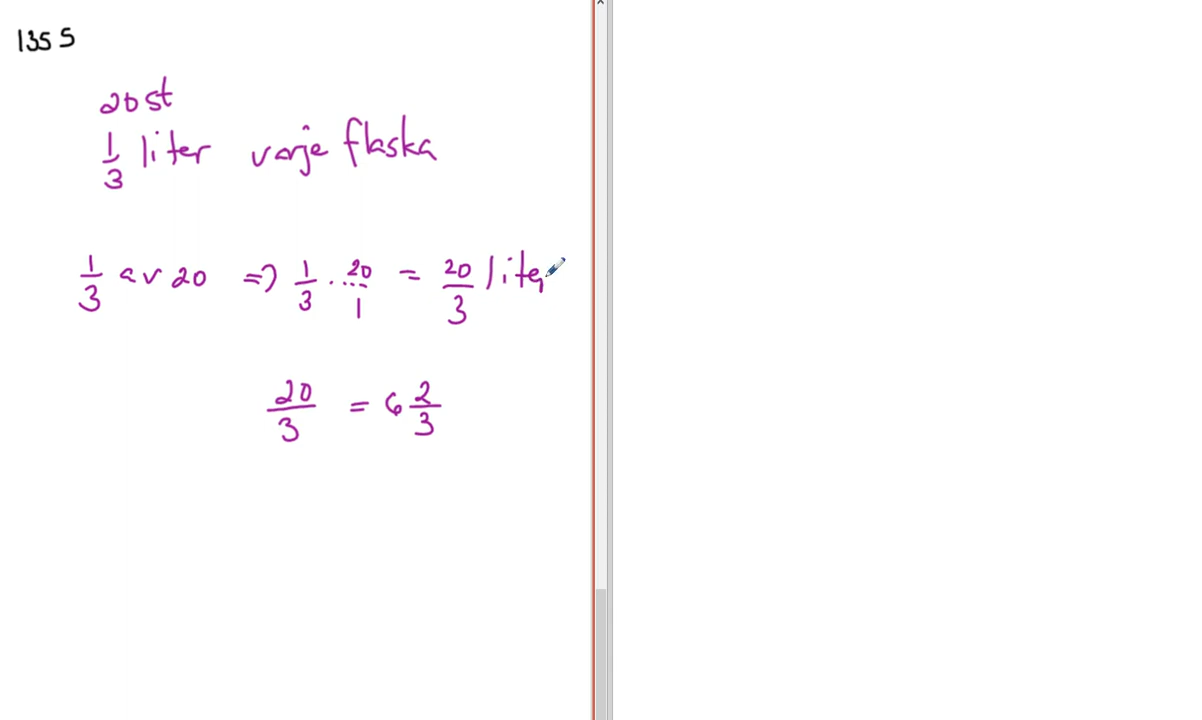 1355
20 st
1/3 liter varje flaska
1/3 av 20 => 1/3 · 20/1 = 20/3 liter
20/3 = 6 2/3